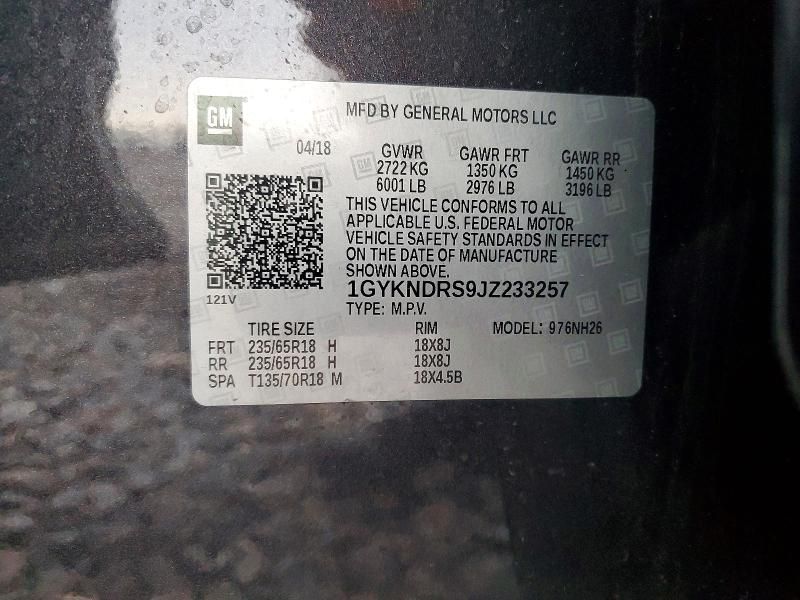 GM
MFD BY GENERAL MOTORS LLC
04/18
GVWR GAWR FRT GAWR RR
2722 KG 1350 KG 1450 KG
6001 LB 2976 LB 3196 LB
THIS VEHICLE CONFORMS TO ALL
APPLICABLE U.S. FEDERAL MOTOR
VEHICLE SAFETY STANDARDS IN EFFECT
ON THE DATE OF MANUFACTURE
SHOWN ABOVE.
1GYKNDRS9JZ233257
121V
TYPE: M.P.V.
TIRE SIZE RIM MODEL: 976NH26
FRT 235/65R18 H 18X8J
RR 235/65R18 H 18X8J
SPA T135/70R18 M 18X4.5B